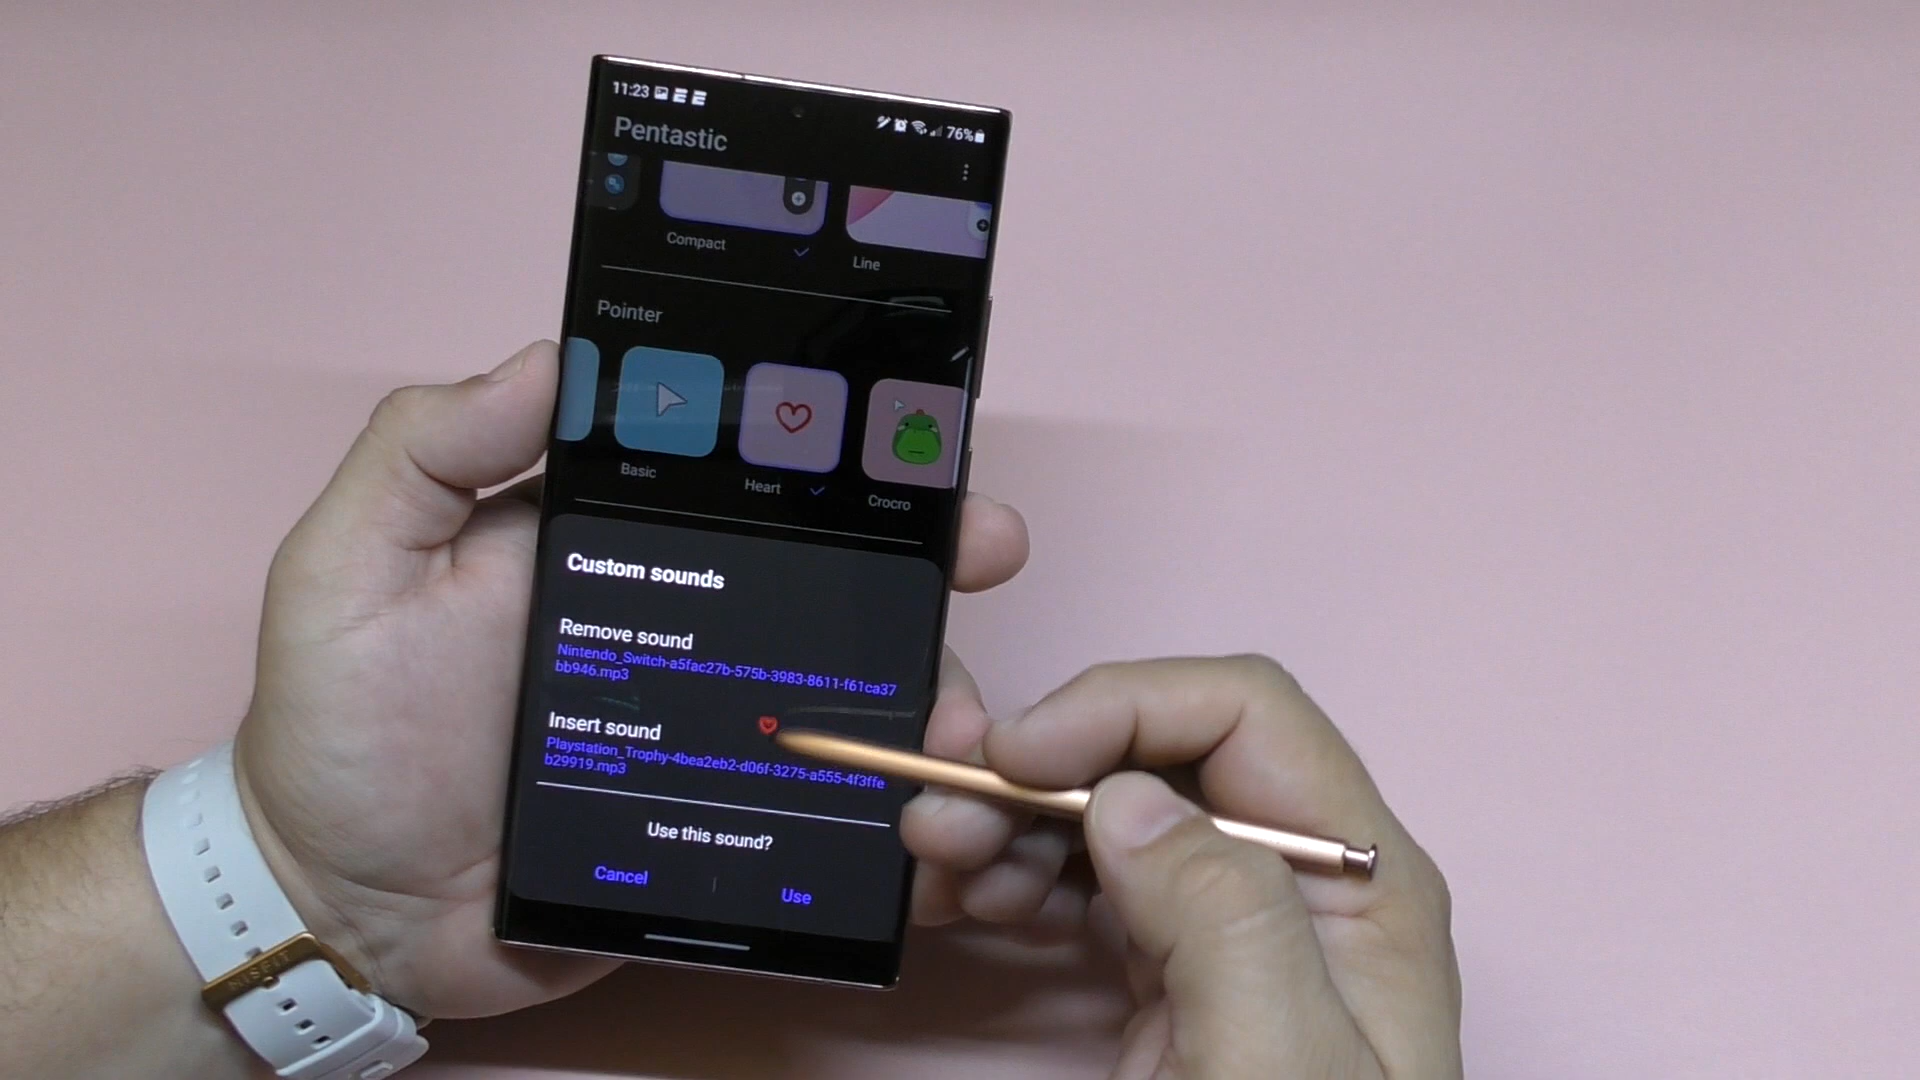 11:23
76%
Pentastic
Compact
Line
Pointer
Basic
Heart
Crocro
Custom sounds
Remove sound
Nintendo_Switch-a5fac27b-575b-3983-8611-f61ca37
bb946.mp3
Insert sound
Playstation_Trophy-4bea2eb2-d06f-3275-a555-4f3ffe
b29919.mp3
Use this sound?
Cancel
Use
MISFIT